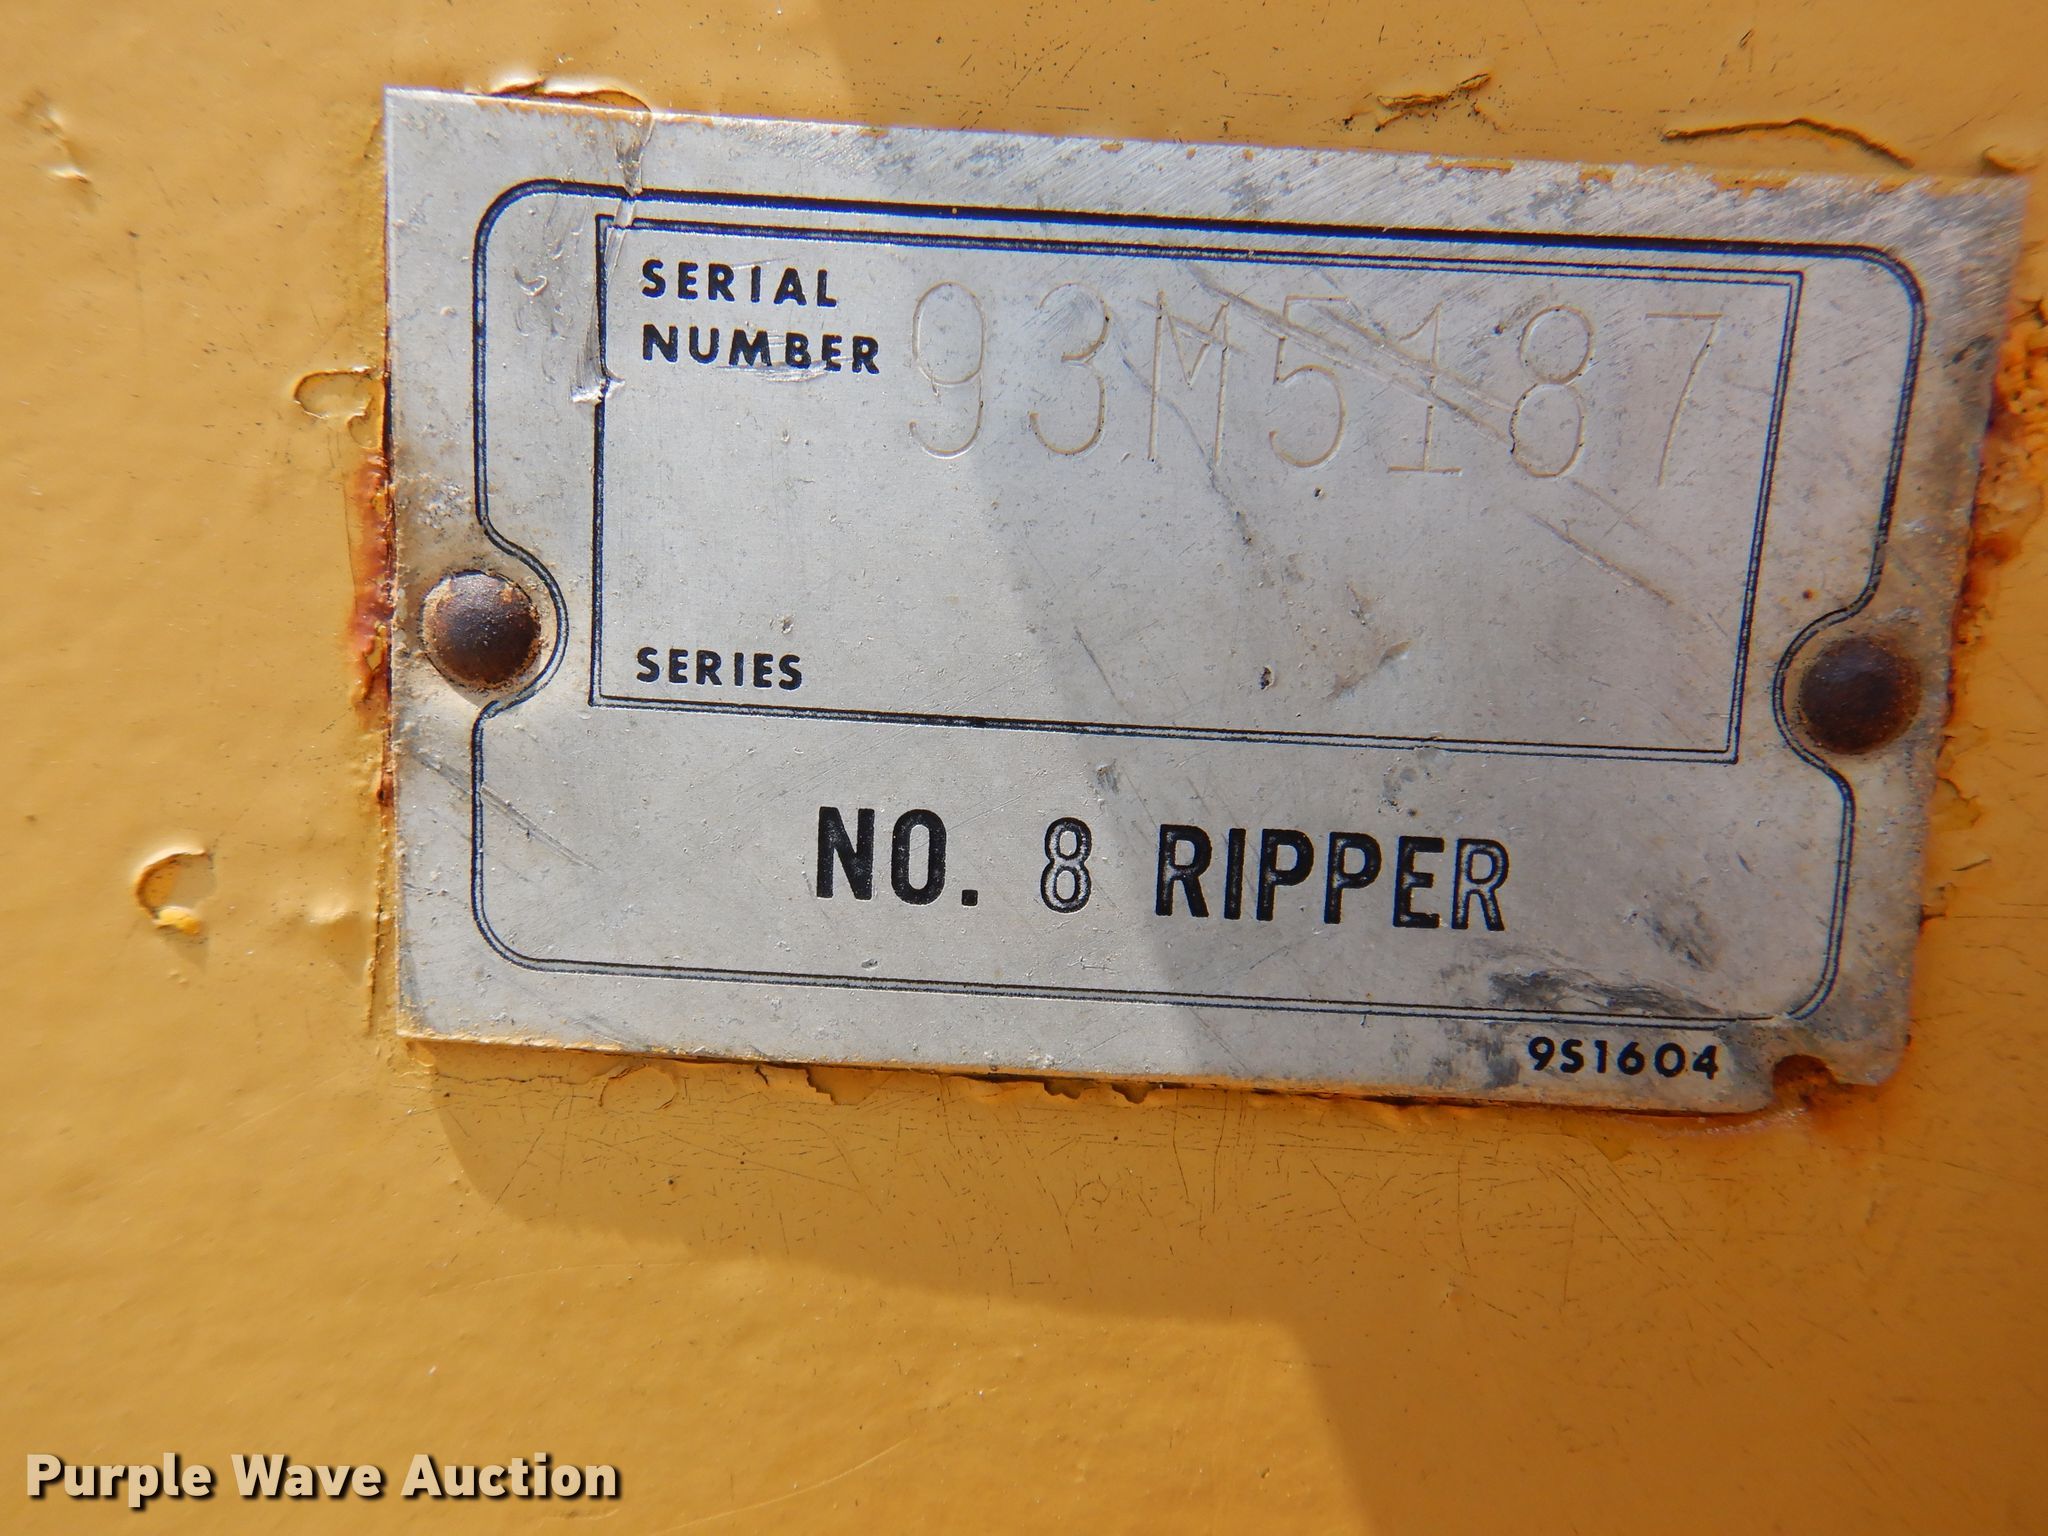 SERIAL
NUMBER 93M5187
SERIES
NO. 8 RIPPER
9S1604
Purple Wave Auction